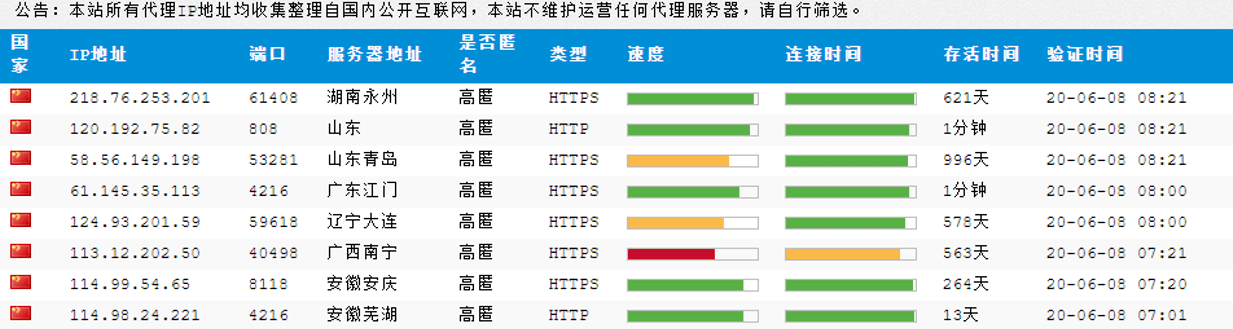 公告：本站所有代理IP地址均收集整理自国内公开互联网，本站不维护运营任何代理服务器，请自行筛选。
国家 IP地址 端口 服务器地址 是否匿名 类型 速度 连接时间 存活时间 验证时间
218.76.253.201 61408 湖南永州 高匿 HTTPS 621天 20-06-08 08:21
120.192.75.82 808 山东 高匿 HTTP 1分钟 20-06-08 08:21
58.56.149.198 53281 山东青岛 高匿 HTTPS 996天 20-06-08 08:21
61.145.35.113 4216 广东江门 高匿 HTTPS 1分钟 20-06-08 08:00
124.93.201.59 59618 辽宁大连 高匿 HTTPS 578天 20-06-08 08:00
113.12.202.50 40498 广西南宁 高匿 HTTPS 563天 20-06-08 07:21
114.99.54.65 8118 安徽安庆 高匿 HTTPS 264天 20-06-08 07:20
114.98.24.221 4216 安徽芜湖 高匿 HTTP 13天 20-06-08 07:01